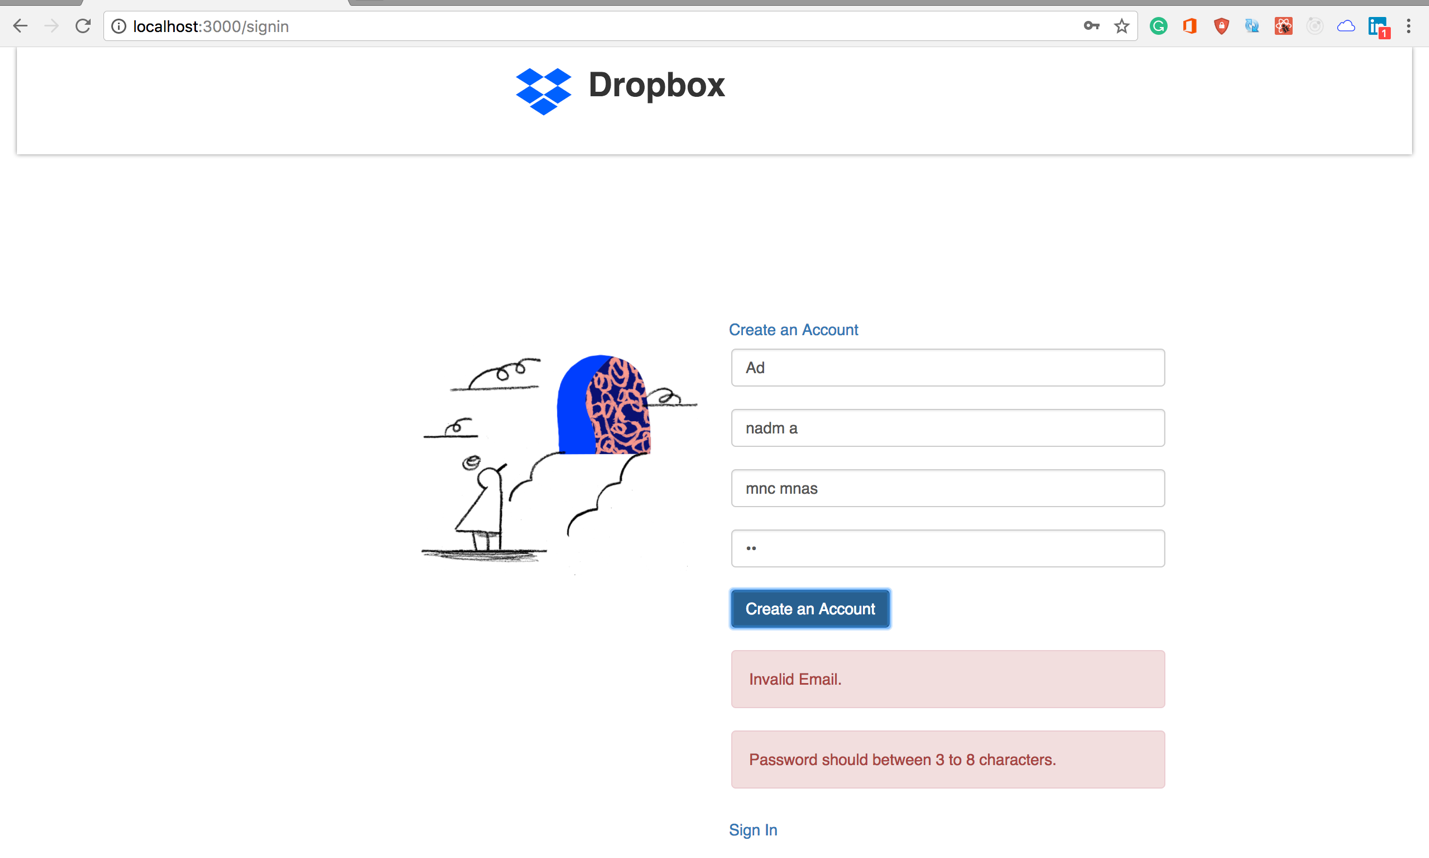 localhost:3000/signin
1
Dropbox
Create an Account
Ad
nadm a
mnc mnas
••
Create an Account
Invalid Email.
Password should between 3 to 8 characters.
Sign In